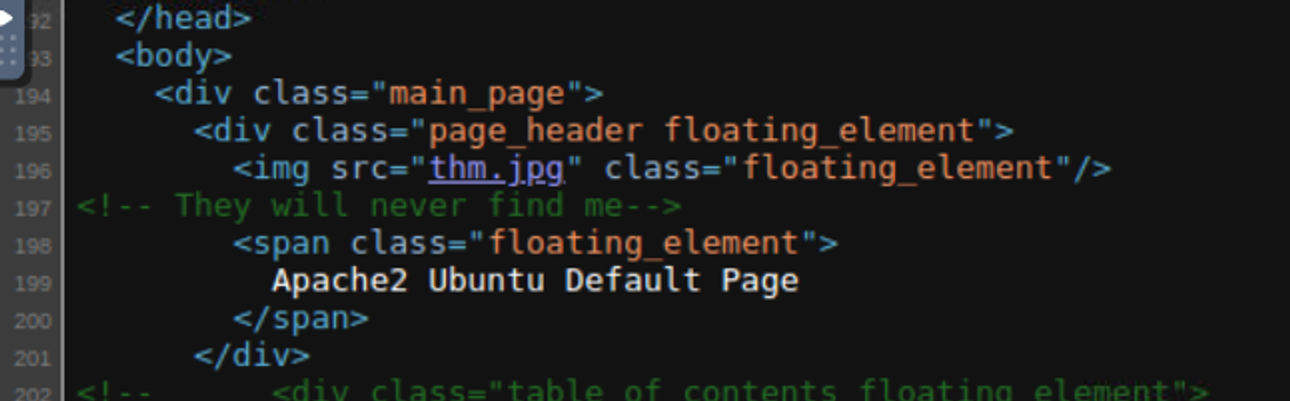 92 </head>
93 <body>
194 <div class="main_page">
195 <div class="page_header floating_element">
196 <img src="thm.jpg" class="floating_element"/>
197 <!-- They will never find me-->
198 <span class="floating_element">
199 Apache2 Ubuntu Default Page
200 </span>
201 </div>
202 <!-- <div class="table_of_contents floating_element">